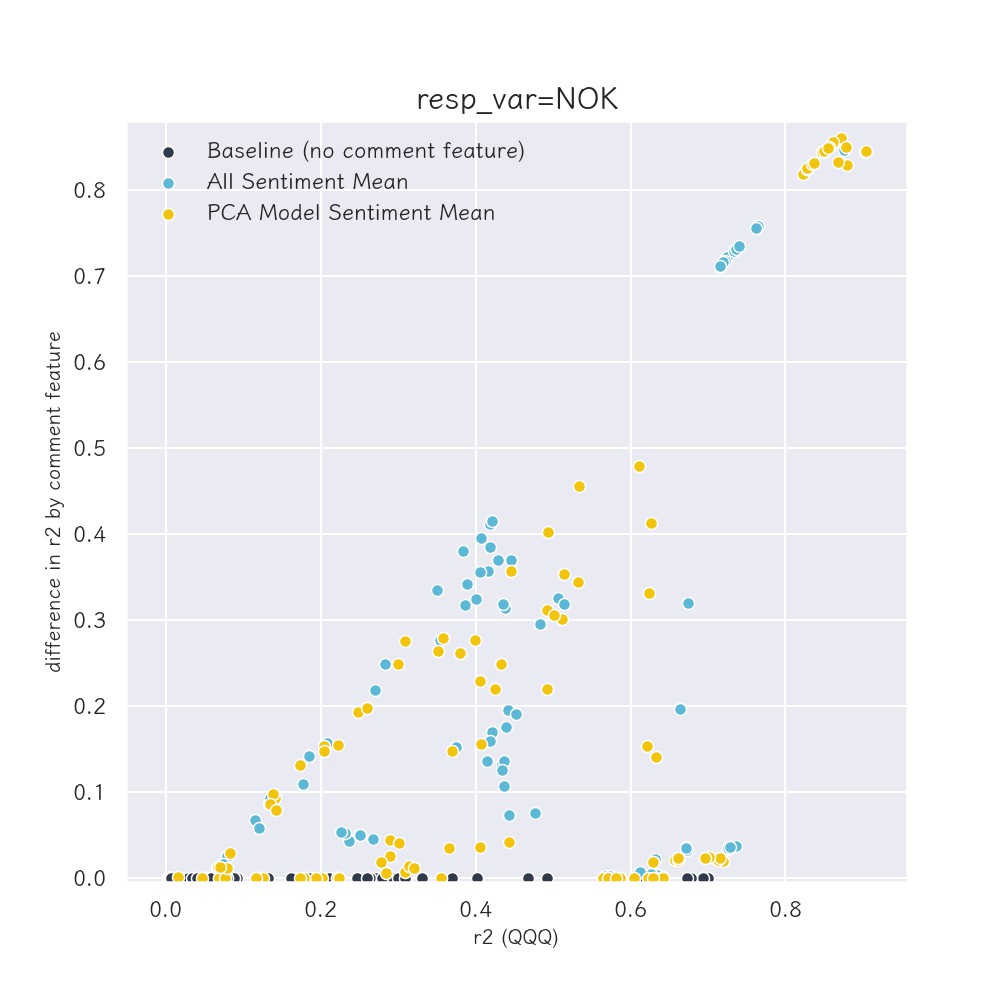 resp_var=NOK
Baseline (no comment feature)
All Sentiment Mean
PCA Model Sentiment Mean
difference in r2 by comment feature
0.8
0.7
0.6
0.5
0.4
0.3
0.2
0.1
0.0
0.0 0.2 0.4 0.6 0.8
r2 (QQQ)